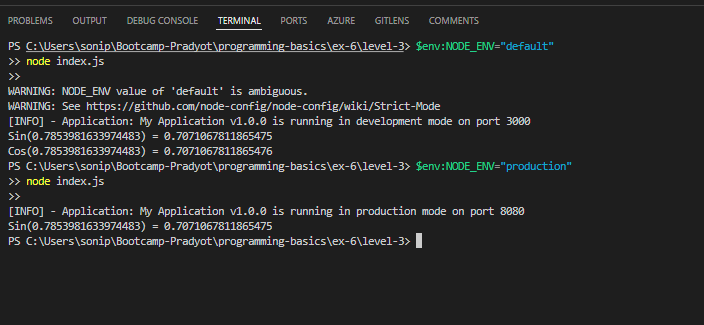 PROBLEMS OUTPUT DEBUG CONSOLE TERMINAL PORTS AZURE GITLENS COMMENTS
PS C:\Users\sonip\Bootcamp-Pradyot\programming-basics\ex-6\level-3> $env:NODE_ENV="default"
>> node index.js
>>
WARNING: NODE_ENV value of 'default' is ambiguous.
WARNING: See https://github.com/node-config/node-config/wiki/Strict-Mode
[INFO] - Application: My Application v1.0.0 is running in development mode on port 3000
Sin(0.7853981633974483) = 0.7071067811865475
Cos(0.7853981633974483) = 0.7071067811865476
PS C:\Users\sonip\Bootcamp-Pradyot\programming-basics\ex-6\level-3> $env:NODE_ENV="production"
>> node index.js
>>
[INFO] - Application: My Application v1.0.0 is running in production mode on port 8080
Sin(0.7853981633974483) = 0.7071067811865475
PS C:\Users\sonip\Bootcamp-Pradyot\programming-basics\ex-6\level-3>